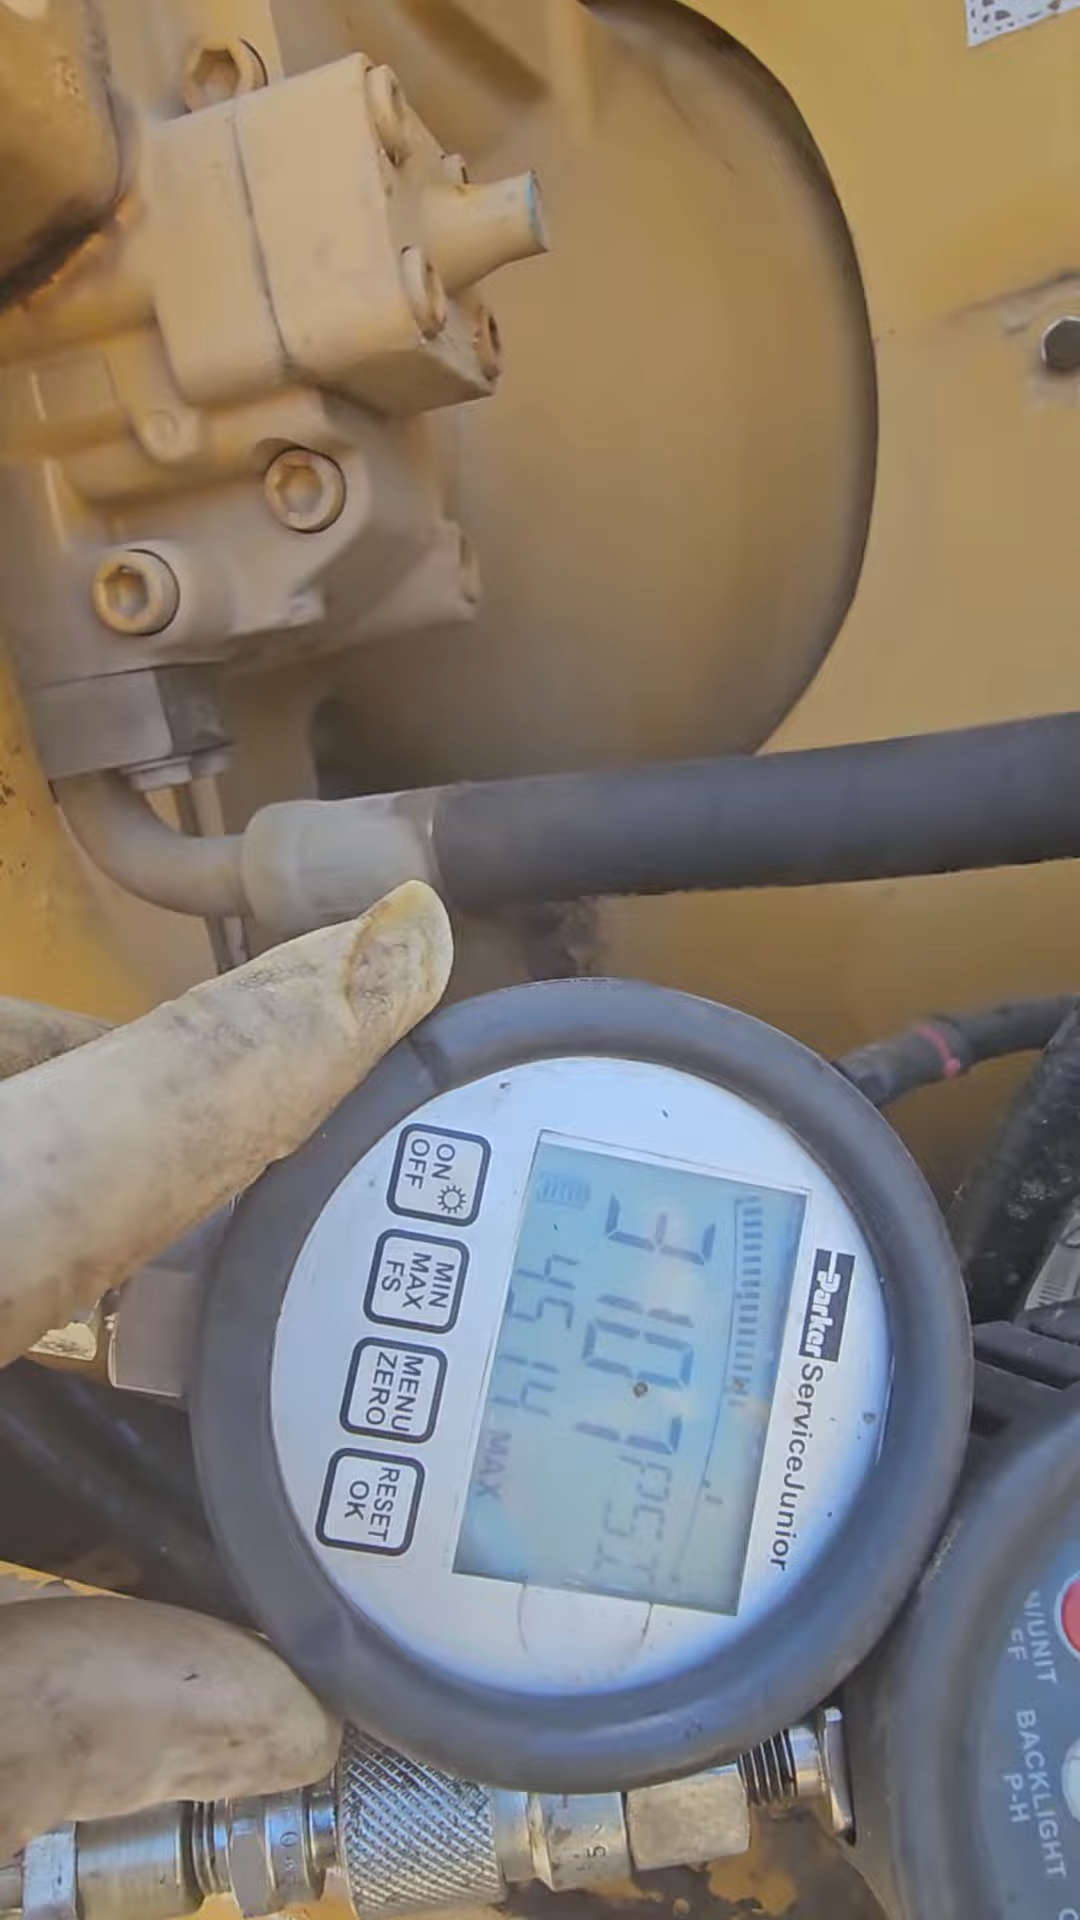 Parker ServiceJunior
3107 PSI
4514 MAX
ON
OFF
MIN
MAX
FS
MENU
ZERO
RESET
OK
/UNIT
BACKLIGHT
P-H